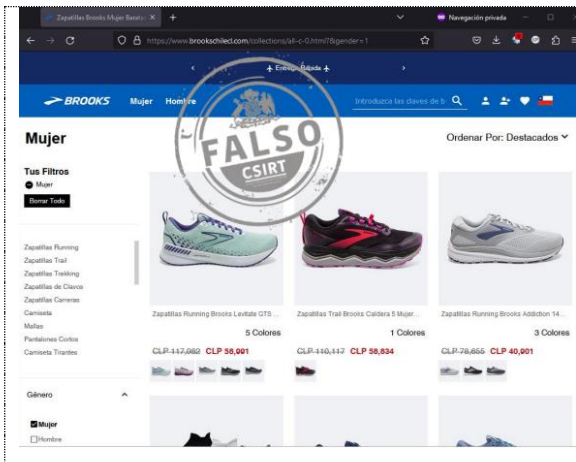 Zapatillas Brooks Mujer Baratas
Navegación privada
https://www.brookschilecl.com/collections/all-c-0.html?&gender=1
Entrega Rápida
BROOKS
Mujer Hombre
Introduzca las claves de b
FALSO
CSIRT
Mujer
Ordenar Por: Destacados
Tus Filtros
Mujer
Borrar Todo
Zapatillas Running
Zapatillas Trail
Zapatillas Trekking
Zapatillas de Clavos
Zapatillas Carreras
Camiseta
Mallas
Pantalones Cortos
Camiseta Tirantes
Género
Mujer
Hombre
Zapatillas Running Brooks Levitate GTS ...
5 Colores
CLP 117,982 CLP 58,991
Zapatillas Trail Brooks Caldera 5 Mujer...
1 Colores
CLP 110,117 CLP 58,834
Zapatillas Running Brooks Addiction 14...
3 Colores
CLP 78,655 CLP 40,901